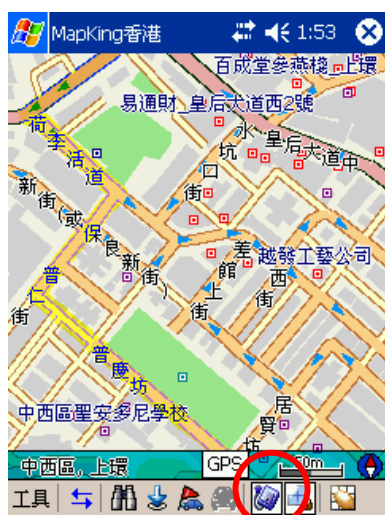 MapKing香港 1:53
百成堂參燕棧_上環
易通財_皇后大道西2號
荷李活道
水坑口街
皇后大道中
新街(或保良新街)
差館上街
越發工藝公司
西街
普仁街
普慶坊
中西區聖安多尼學校
居賢坊
中西區,上環 GPS 50m
工具